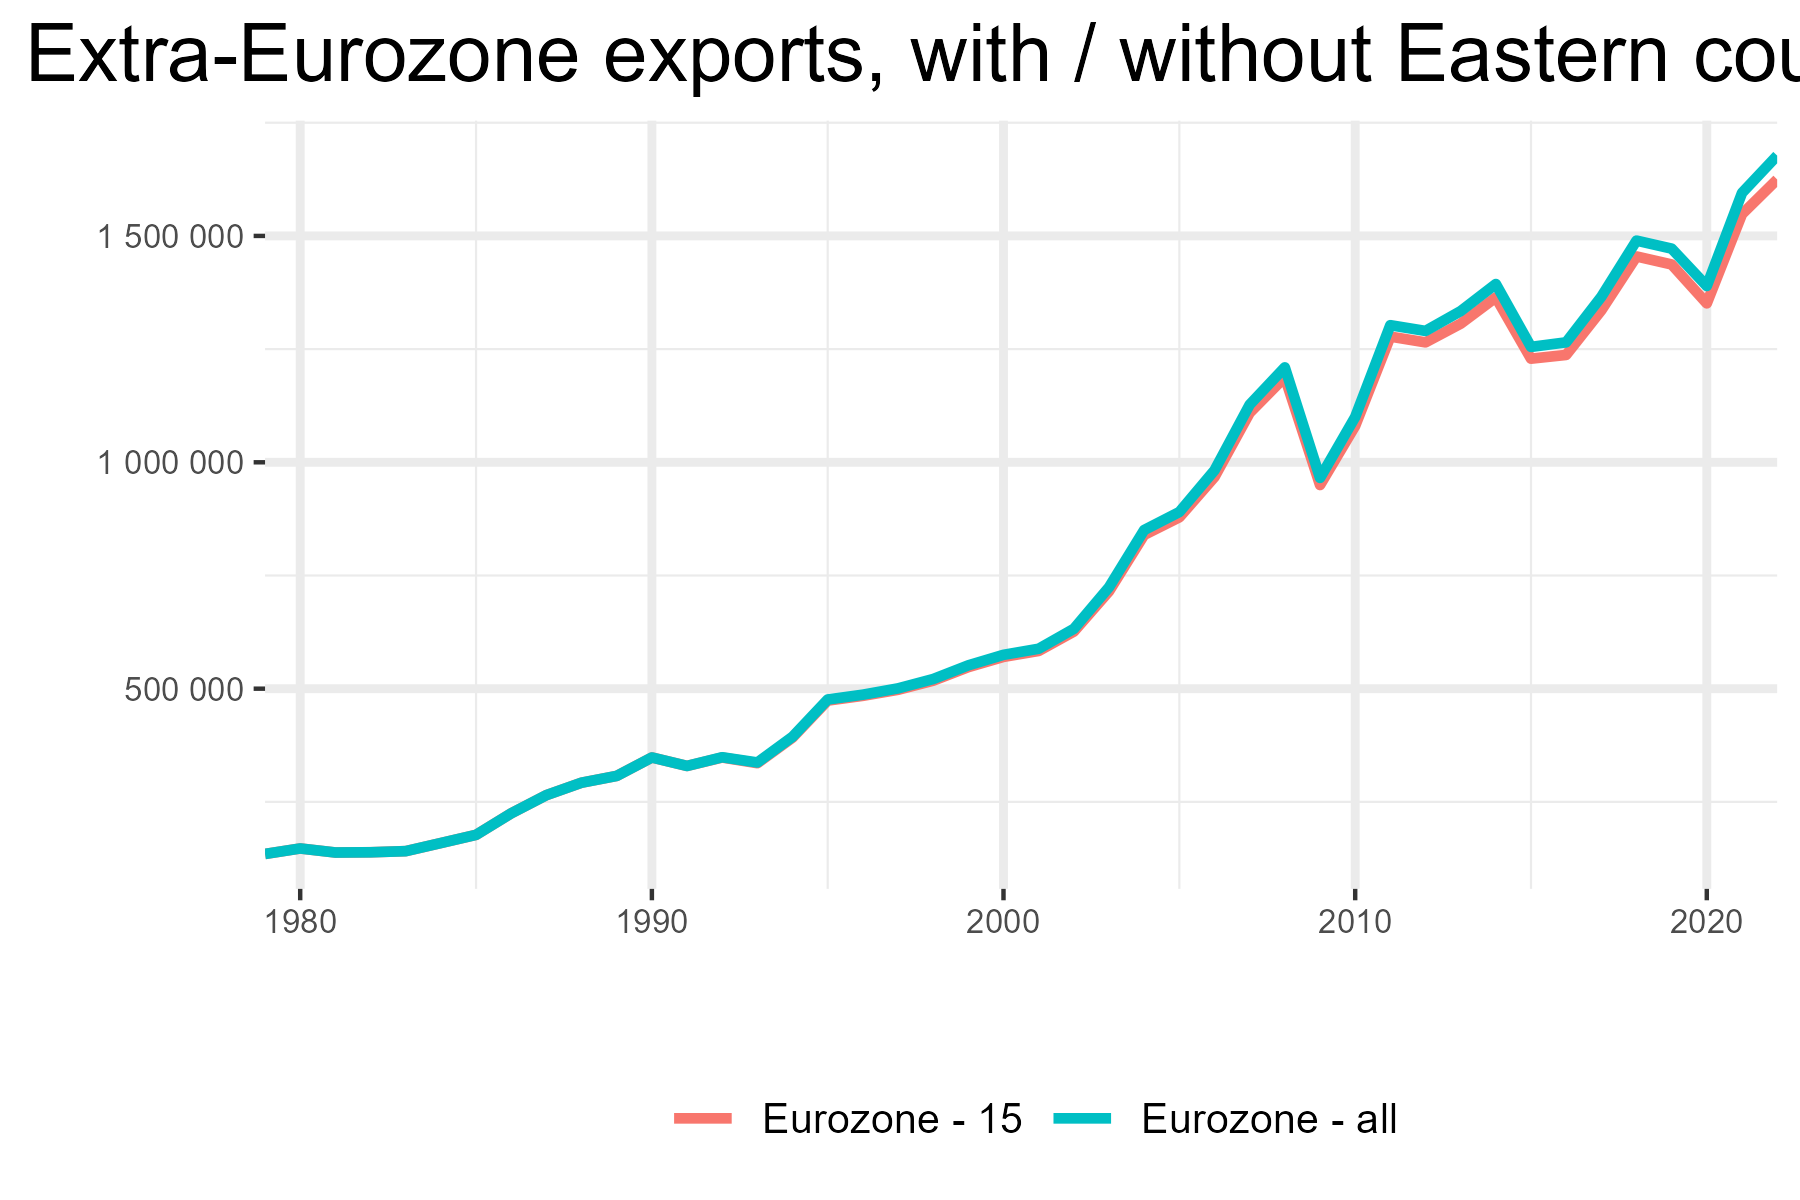 Extra-Eurozone exports, with / without Eastern cou
1 500 000
1 000 000
500 000
1980 1990 2000 2010 2020
Eurozone - 15 Eurozone - all